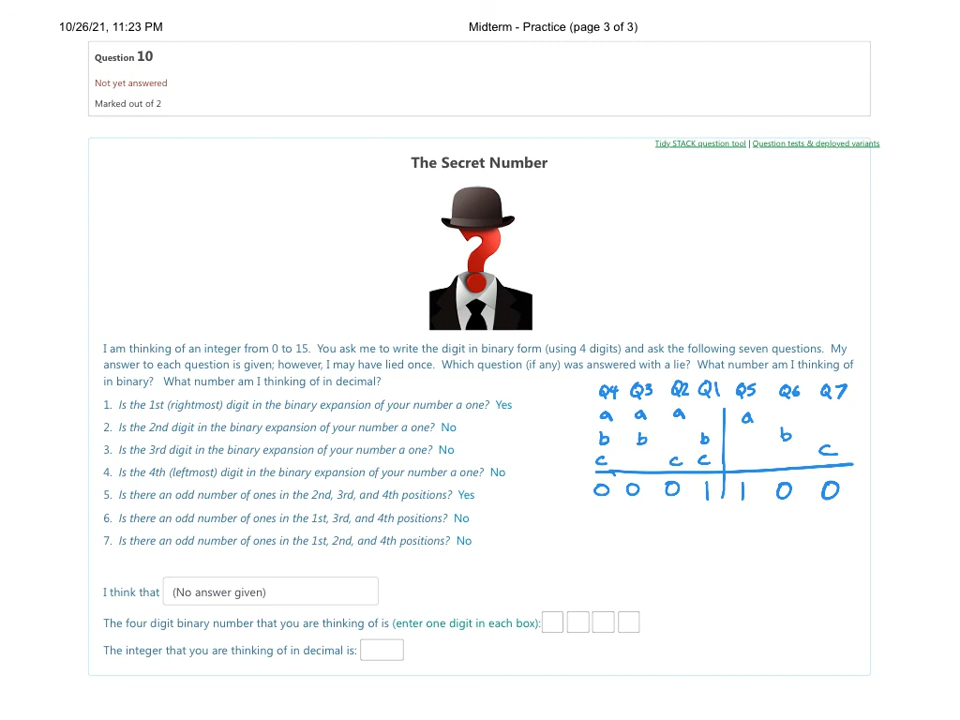 10/26/21, 11:23 PM
Midterm - Practice (page 3 of 3)
Question 10
Not yet answered
Marked out of 2
Tidy STACK question tool | Question tests & deployed variants
The Secret Number
I am thinking of an integer from 0 to 15. You ask me to write the digit in binary form (using 4 digits) and ask the following seven questions. My
answer to each question is given; however, I may have lied once. Which question (if any) was answered with a lie? What number am I thinking of
in binary? What number am I thinking of in decimal?
1. Is the 1st (rightmost) digit in the binary expansion of your number a one? Yes
2. Is the 2nd digit in the binary expansion of your number a one? No
3. Is the 3rd digit in the binary expansion of your number a one? No
4. Is the 4th (leftmost) digit in the binary expansion of your number a one? No
5. Is there an odd number of ones in the 2nd, 3rd, and 4th positions? Yes
6. Is there an odd number of ones in the 1st, 3rd, and 4th positions? No
7. Is there an odd number of ones in the 1st, 2nd, and 4th positions? No
Q4 Q3 Q2 Q1 Q5 Q6 Q7
a a a a
b b b b
c c c c
0 0 0 1 1 0 0
I think that (No answer given)
The four digit binary number that you are thinking of is (enter one digit in each box):
The integer that you are thinking of in decimal is: